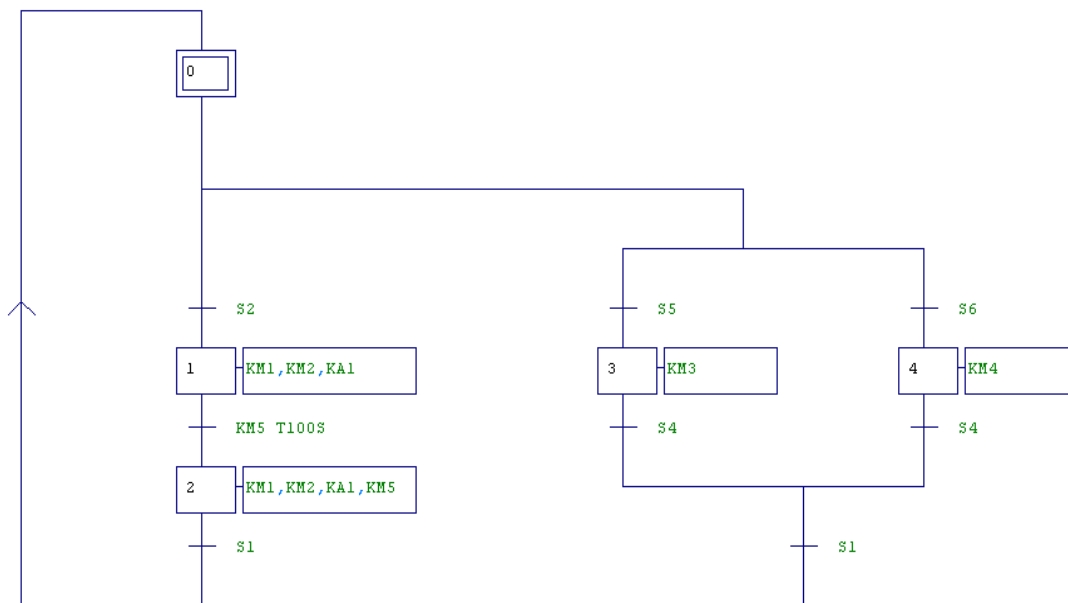 0
S2
S5
S6
1
KM1,KM2,KA1
3
KM3
4
KM4
KM5 T100S
S4
S4
2
KM1,KM2,KA1,KM5
S1
S1